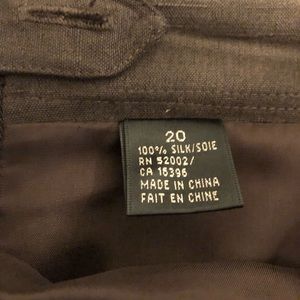 20
100% SILK/SOIE
RN 52002/
CA 16396
MADE IN CHINA
FAIT EN CHINE